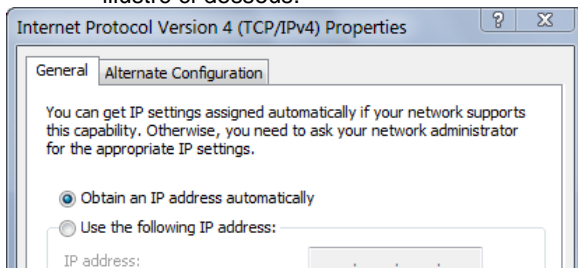 Internet Protocol Version 4 (TCP/IPv4) Properties
General Alternate Configuration
You can get IP settings assigned automatically if your network supports
this capability. Otherwise, you need to ask your network administrator
for the appropriate IP settings.
Obtain an IP address automatically
Use the following IP address:
IP address: